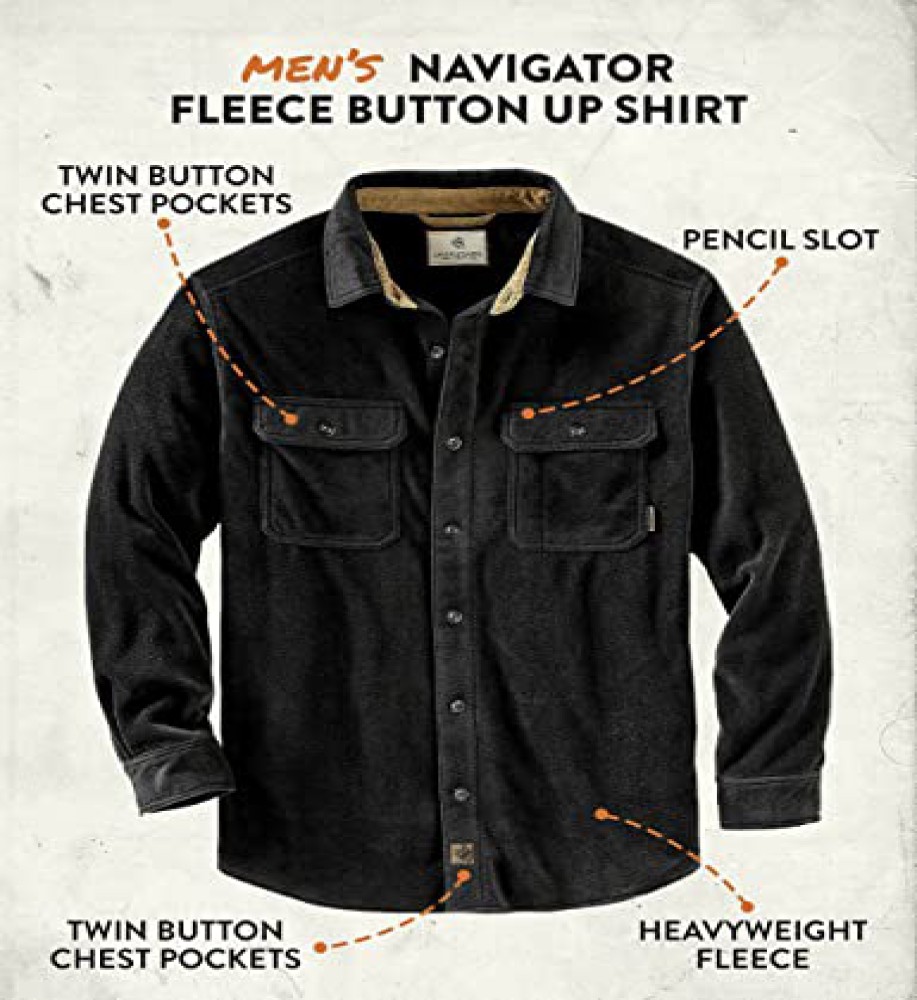 MEN'S NAVIGATOR
FLEECE BUTTON UP SHIRT
TWIN BUTTON
CHEST POCKETS
PENCIL SLOT
TWIN BUTTON
CHEST POCKETS
HEAVYWEIGHT
FLEECE